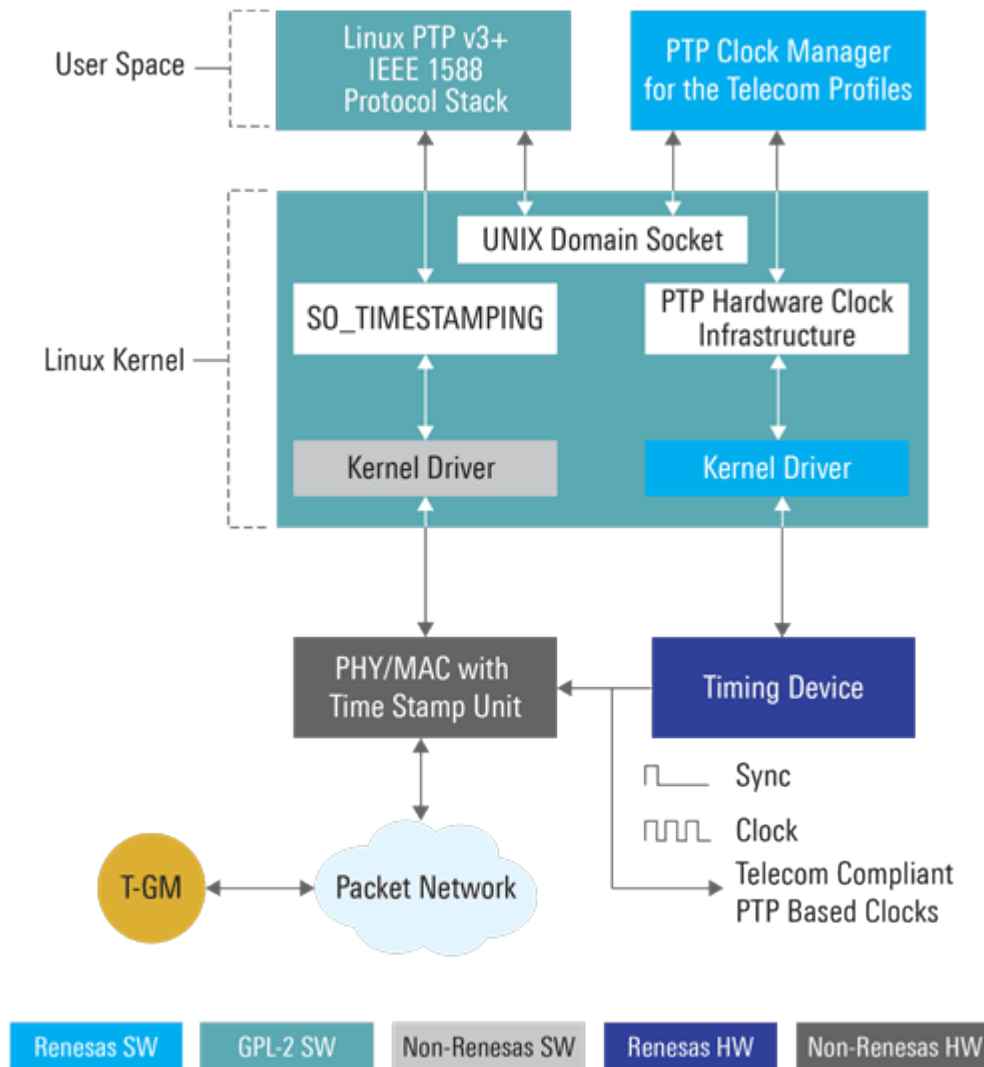 Linux PTP v3+
IEEE 1588
Protocol Stack
PTP Clock Manager
for the Telecom Profiles
User Space
UNIX Domain Socket
SO_TIMESTAMPING
PTP Hardware Clock
Infrastructure
Linux Kernel
Kernel Driver
Kernel Driver
PHY/MAC with
Time Stamp Unit
Timing Device
Sync
Clock
Telecom Compliant
PTP Based Clocks
T-GM
Packet Network
Renesas SW
GPL-2 SW
Non-Renesas SW
Renesas HW
Non-Renesas HW